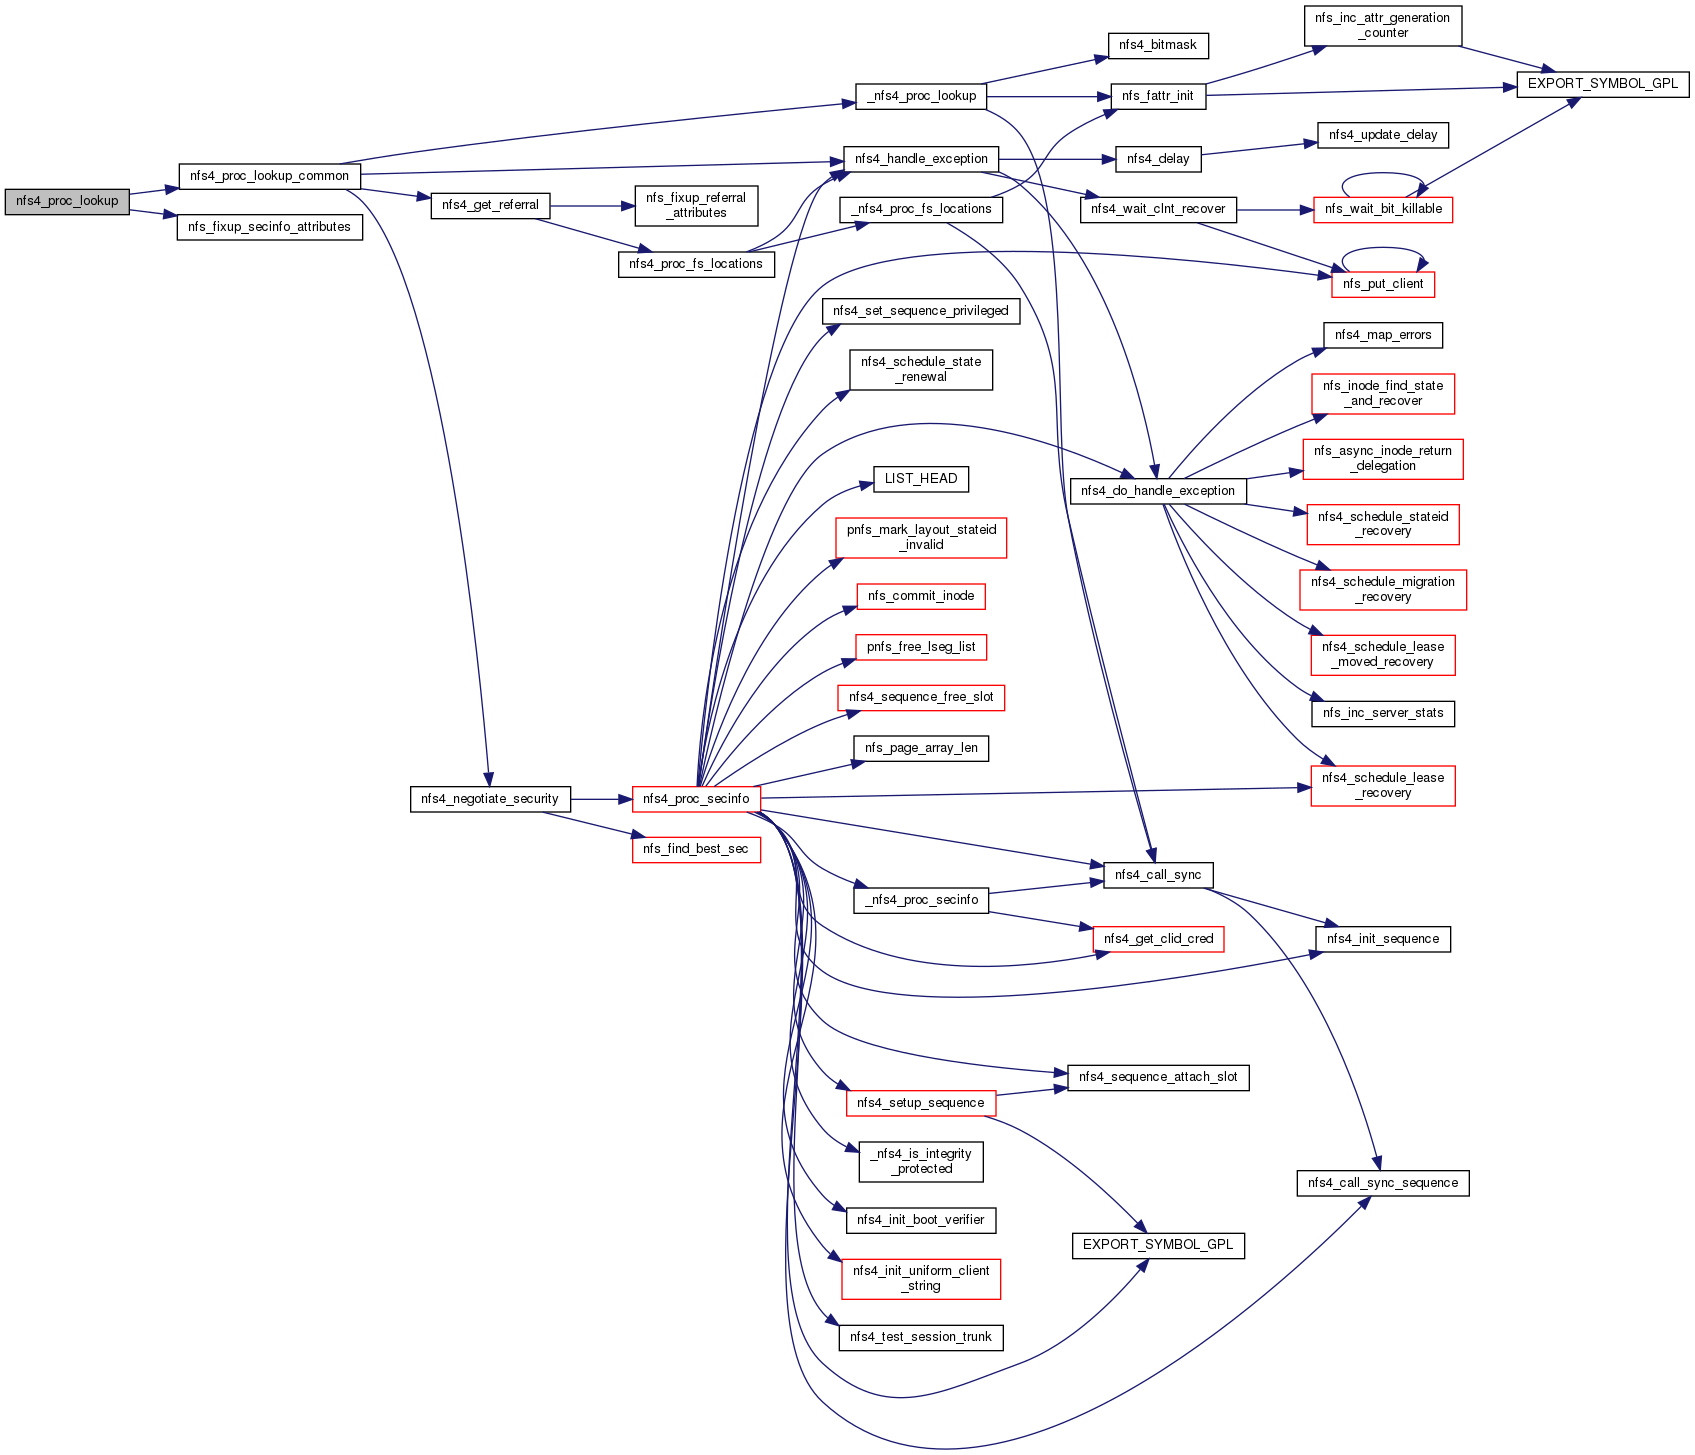 nfs4_proc_lookup
nfs4_proc_lookup_common
nfs_fixup_secinfo_attributes
nfs4_get_referral
nfs4_negotiate_security
nfs_fixup_referral
_attributes
nfs4_proc_fs_locations
nfs4_proc_secinfo
nfs_find_best_sec
_nfs4_proc_lookup
nfs4_handle_exception
_nfs4_proc_fs_locations
nfs4_set_sequence_privileged
nfs4_schedule_state
_renewal
LIST_HEAD
pnfs_mark_layout_stateid
_invalid
nfs_commit_inode
pnfs_free_lseg_list
nfs4_sequence_free_slot
nfs_page_array_len
_nfs4_proc_secinfo
nfs4_setup_sequence
_nfs4_is_integrity
_protected
nfs4_init_boot_verifier
nfs4_init_uniform_client
_string
nfs4_test_session_trunk
nfs4_bitmask
nfs_fattr_init
nfs4_delay
nfs4_wait_clnt_recover
nfs4_do_handle_exception
nfs4_call_sync
nfs4_get_clid_cred
nfs4_sequence_attach_slot
EXPORT_SYMBOL_GPL
nfs_inc_attr_generation
_counter
nfs4_update_delay
nfs_wait_bit_killable
nfs_put_client
nfs4_map_errors
nfs_inode_find_state
_and_recover
nfs_async_inode_return
_delegation
nfs4_schedule_stateid
_recovery
nfs4_schedule_migration
_recovery
nfs4_schedule_lease
_moved_recovery
nfs_inc_server_stats
nfs4_schedule_lease
_recovery
nfs4_init_sequence
nfs4_call_sync_sequence
EXPORT_SYMBOL_GPL